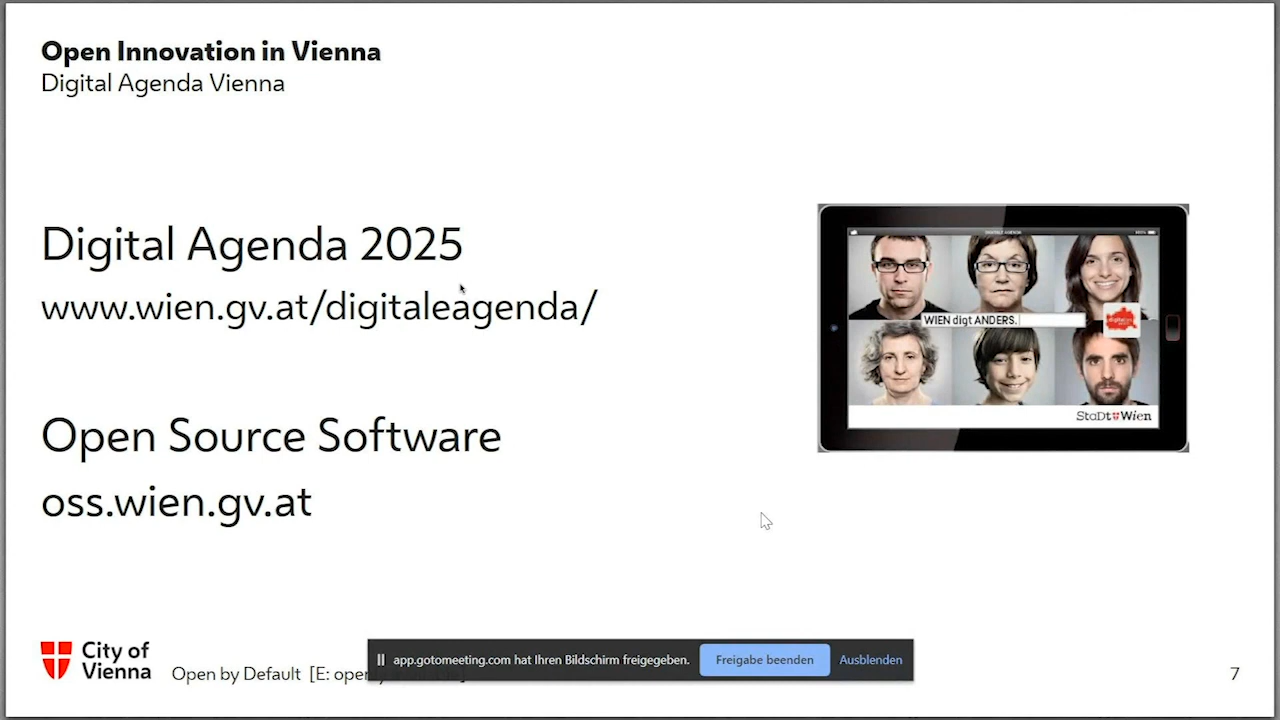 Open Innovation in Vienna
Digital Agenda Vienna
Digital Agenda 2025
www.wien.gv.at/digitaleagenda/
WIEN digt ANDERS.
StaDt Wien
Open Source Software
oss.wien.gv.at
City of
Vienna
Open by Default [E:
app.gotomeeting.com hat Ihren Bildschirm freigegeben.
Freigabe beenden
Ausblenden
7